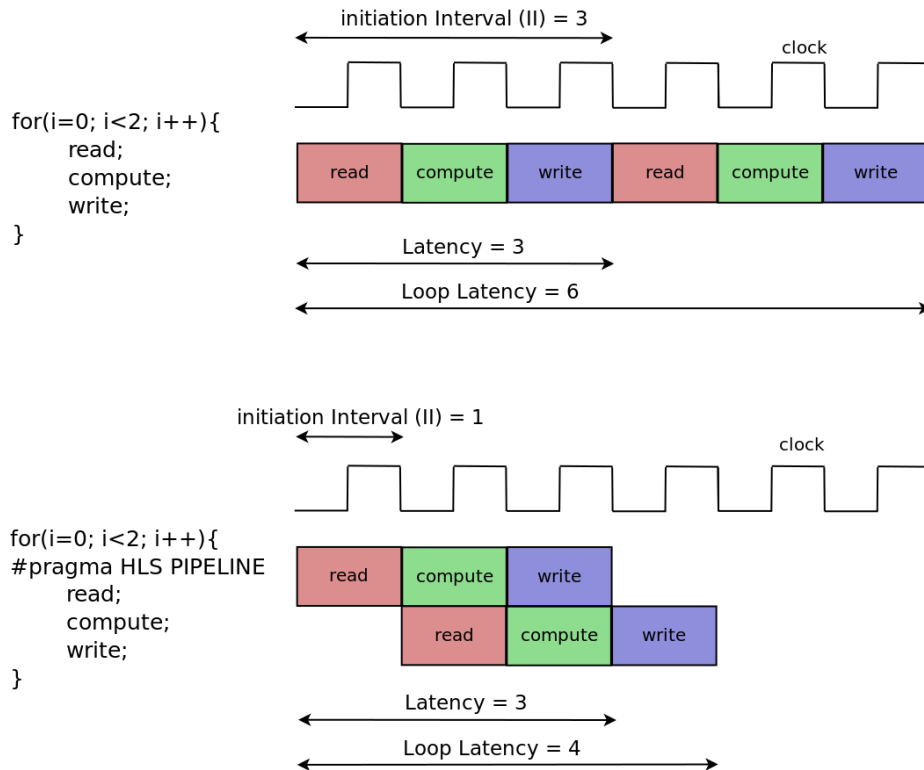 initiation Interval (II) = 3
clock
for(i=0; i<2; i++){
read;
compute;
write;
}
read compute write read compute write
Latency = 3
Loop Latency = 6
initiation Interval (II) = 1
clock
for(i=0; i<2; i++){
#pragma HLS PIPELINE
read;
compute;
write;
}
read compute write
read compute write
Latency = 3
Loop Latency = 4